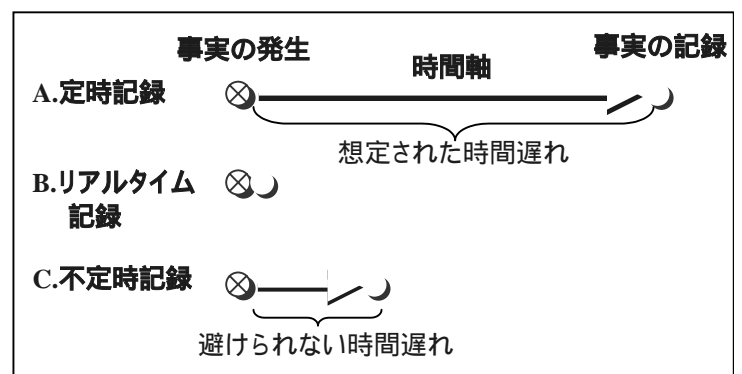 事実の発生
事実の記録
時間軸
A.定時記録
想定された時間遅れ
B.リアルタイム
記録
C.不定時記録
避けられない時間遅れ